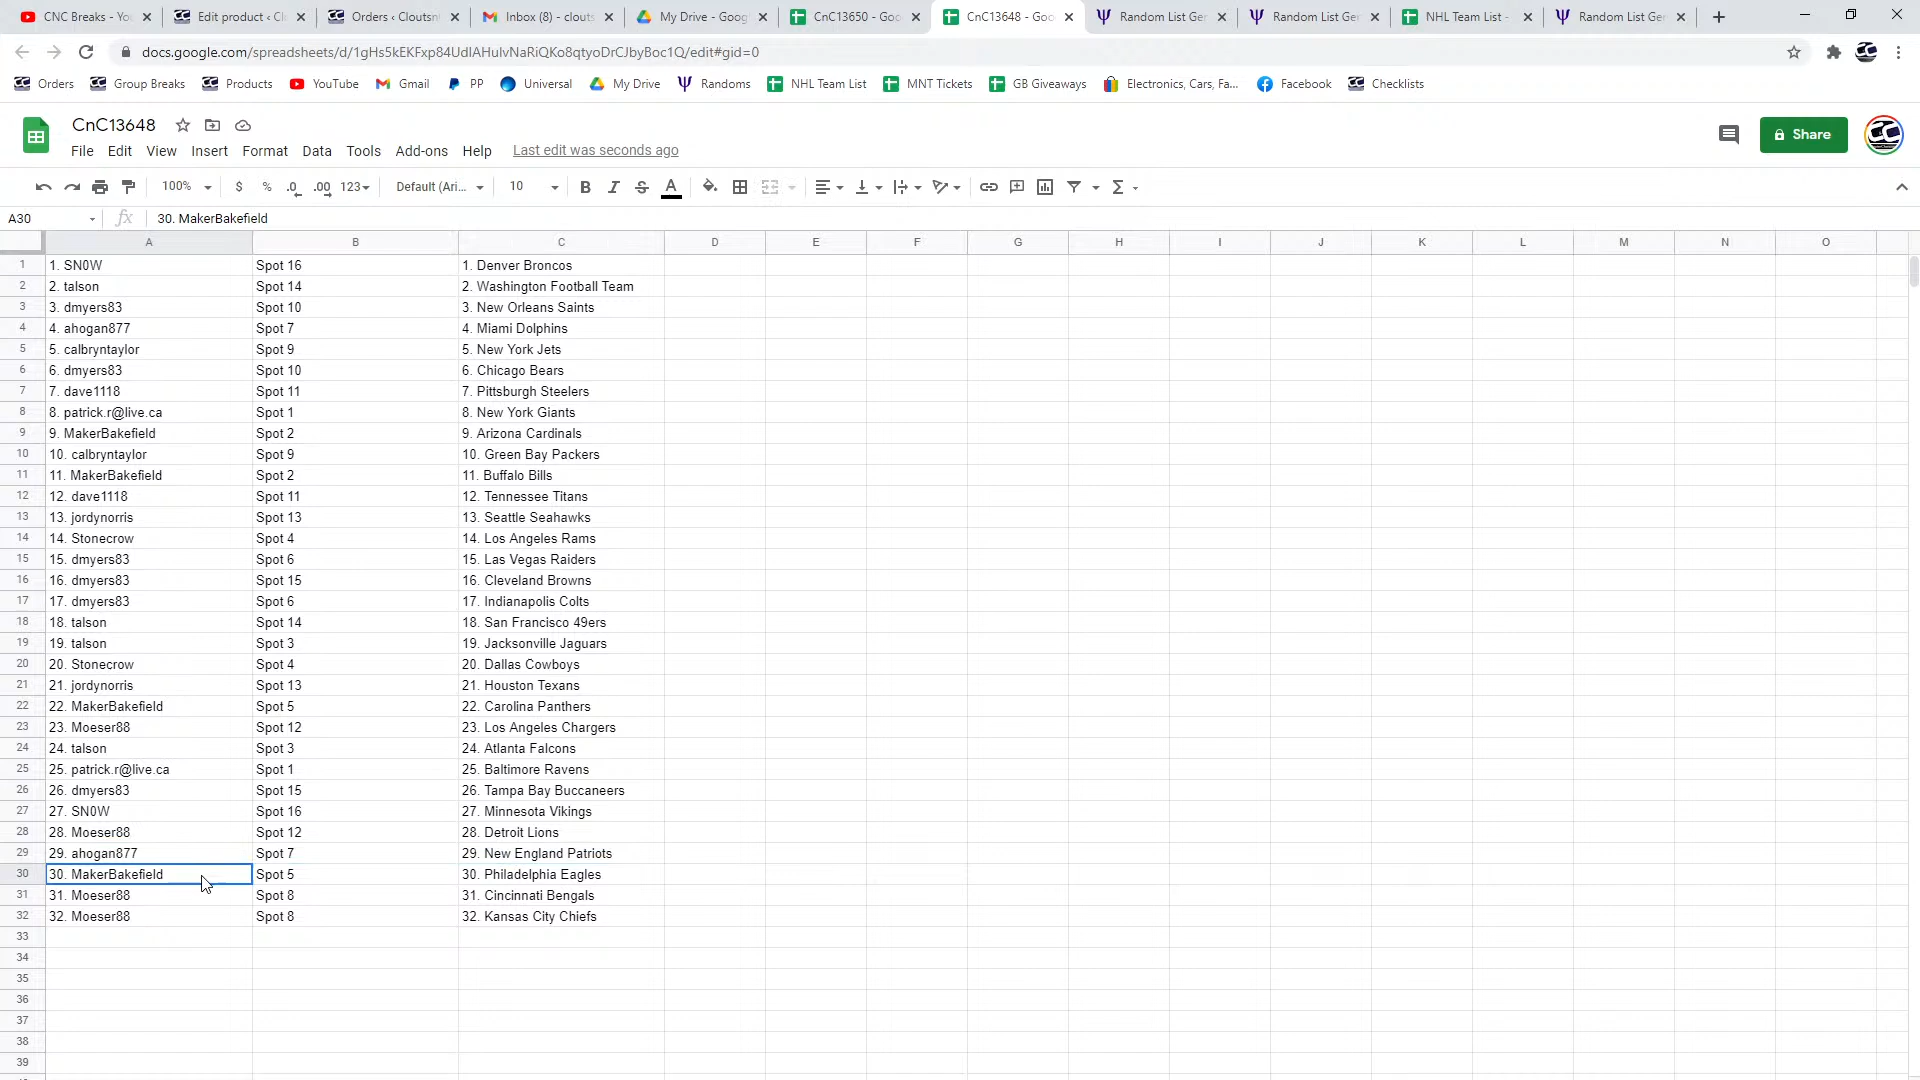 CNC Breaks - You
Edit product ‹ Cl
Orders ‹ Cloutsn
Inbox (8) - clouts
My Drive - Goog
CnC13650 - Goo
CnC13648 - Goo
Random List Ger
Random List Ger
NHL Team List -
Random List Ger
docs.google.com/spreadsheets/d/1gHs5kEKFxp84UdIAHulvNaRiQKo8qtyoDrCJbyBoc1Q/edit#gid=0
Orders Group Breaks Products YouTube Gmail PP Universal My Drive Randoms NHL Team List MNT Tickets GB Giveaways Electronics, Cars, Fa... Facebook Checklists
CnC13648
Share
File Edit View Insert Format Data Tools Add-ons Help Last edit was seconds ago
100% $ % .0 .00 123 Default (Ari... 10 B I S A
A30 fx 30. MakerBakefield
A B C D E F G H I J K L M N O
1 1. SN0W Spot 16 1. Denver Broncos
2 2. talson Spot 14 2. Washington Football Team
3 3. dmyers83 Spot 10 3. New Orleans Saints
4 4. ahogan877 Spot 7 4. Miami Dolphins
5 5. calbryntaylor Spot 9 5. New York Jets
6 6. dmyers83 Spot 10 6. Chicago Bears
7 7. dave1118 Spot 11 7. Pittsburgh Steelers
8 8. patrick.r@live.ca Spot 1 8. New York Giants
9 9. MakerBakefield Spot 2 9. Arizona Cardinals
10 10. calbryntaylor Spot 9 10. Green Bay Packers
11 11. MakerBakefield Spot 2 11. Buffalo Bills
12 12. dave1118 Spot 11 12. Tennessee Titans
13 13. jordynorris Spot 13 13. Seattle Seahawks
14 14. Stonecrow Spot 4 14. Los Angeles Rams
15 15. dmyers83 Spot 6 15. Las Vegas Raiders
16 16. dmyers83 Spot 15 16. Cleveland Browns
17 17. dmyers83 Spot 6 17. Indianapolis Colts
18 18. talson Spot 14 18. San Francisco 49ers
19 19. talson Spot 3 19. Jacksonville Jaguars
20 20. Stonecrow Spot 4 20. Dallas Cowboys
21 21. jordynorris Spot 13 21. Houston Texans
22 22. MakerBakefield Spot 5 22. Carolina Panthers
23 23. Moeser88 Spot 12 23. Los Angeles Chargers
24 24. talson Spot 3 24. Atlanta Falcons
25 25. patrick.r@live.ca Spot 1 25. Baltimore Ravens
26 26. dmyers83 Spot 15 26. Tampa Bay Buccaneers
27 27. SN0W Spot 16 27. Minnesota Vikings
28 28. Moeser88 Spot 12 28. Detroit Lions
29 29. ahogan877 Spot 7 29. New England Patriots
30 30. MakerBakefield Spot 5 30. Philadelphia Eagles
31 31. Moeser88 Spot 8 31. Cincinnati Bengals
32 32. Moeser88 Spot 8 32. Kansas City Chiefs
33
34
35
36
37
38
39